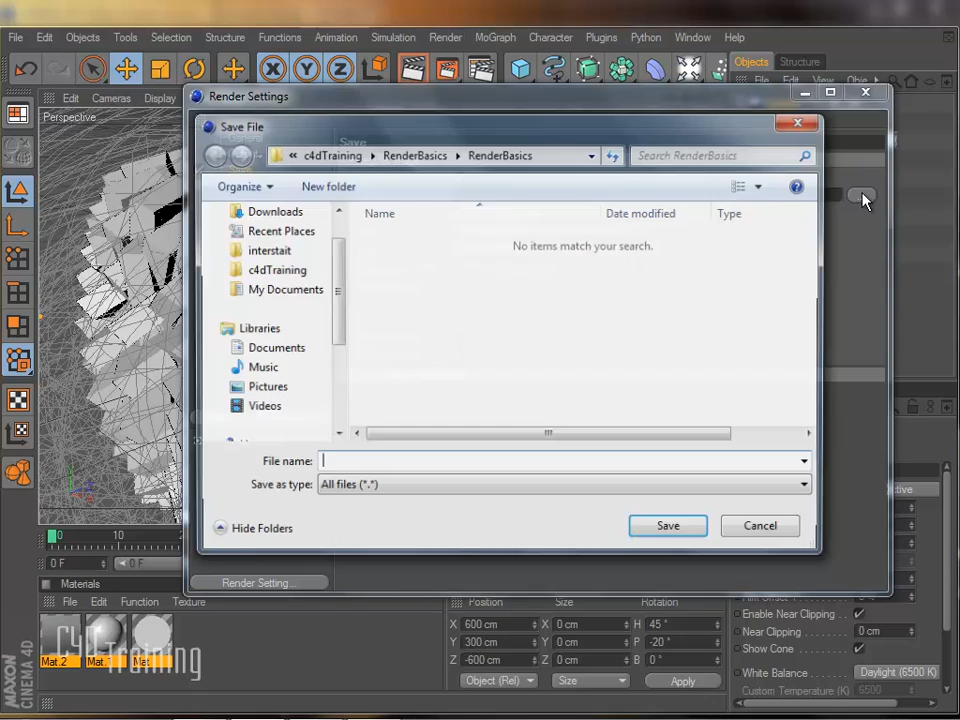 File Edit Objects Tools Selection Structure Functions Animation Simulation Render MoGraph Character Plugins Python Window Help
X Y Z
Objects Structure
Edit Cameras Display
Perspective
Render Settings
File Edit View Obje
Save File
Save
« c4dTraining RenderBasics RenderBasics
Search RenderBasics
Organize New folder
Name Date modified Type
No items match your search.
Downloads
Recent Places
interstait
c4dTraining
My Documents
Libraries
Documents
Music
Pictures
Videos
File name:
Save as type: All files (*.*)
Hide Folders
Save Cancel
0 10
0 F 0 F
Render Setting...
Materials
File Edit Function Texture
Mat.2 Mat.1 Mat
C4D Training
MAXON CINEMA 4D
Position Size Rotation
X 600 cm X 0 cm H 45 °
Y 300 cm Y 0 cm P -20 °
Z -600 cm Z 0 cm B 0 °
Object (Rel) Size Apply
Enable Near Clipping
Near Clipping 0 cm
Show Cone
White Balance Daylight (6500 K)
Custom Temperature (K) 6500